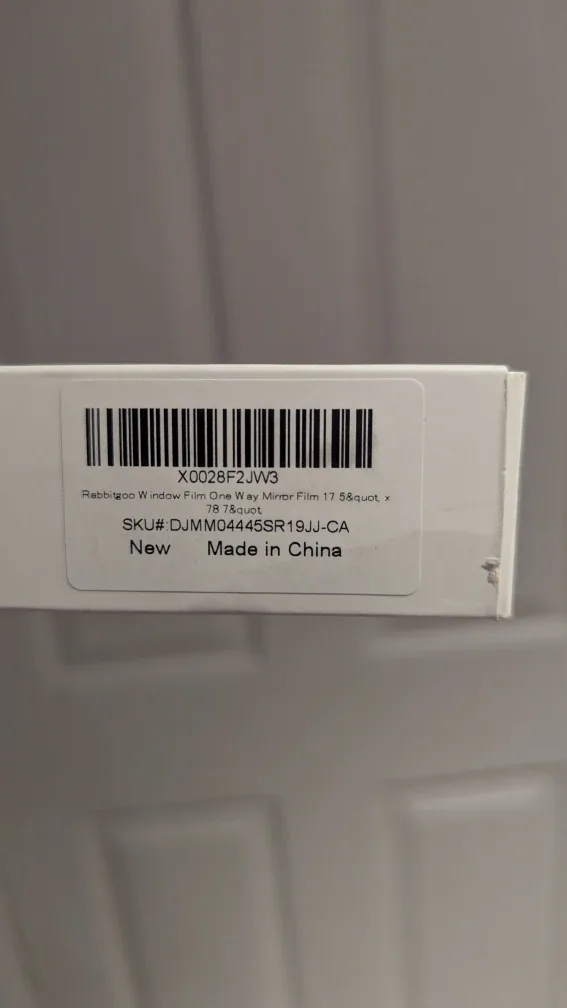 X0028F2JW3
Rabbitgoo Window Film One Way Mirror Film 17.5&quot; x
78.7&quot
SKU#:DJMM04445SR19JJ-CA
New Made in China